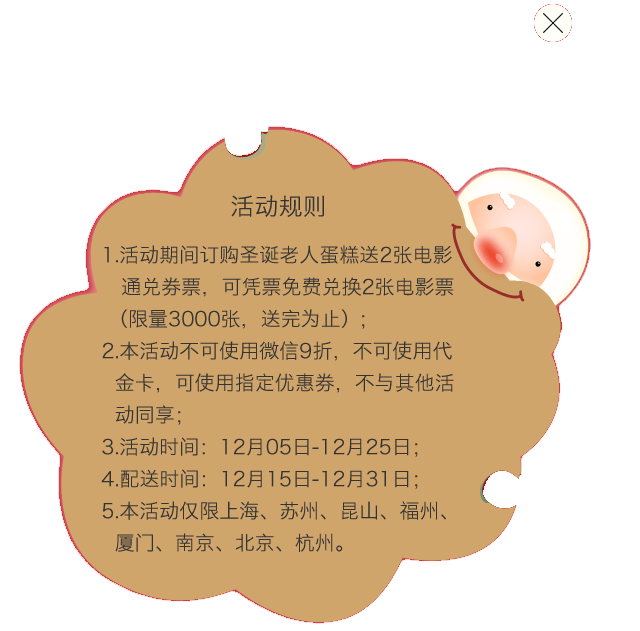 活动规则
1.活动期间订购圣诞老人蛋糕送2张电影
通兑券票，可凭票免费兑换2张电影票
（限量3000张，送完为止）；
2.本活动不可使用微信9折，不可使用代
金卡，可使用指定优惠券，不与其他活
动同享；
3.活动时间：12月05日-12月25日；
4.配送时间：12月15日-12月31日；
5.本活动仅限上海、苏州、昆山、福州、
厦门、南京、北京、杭州。